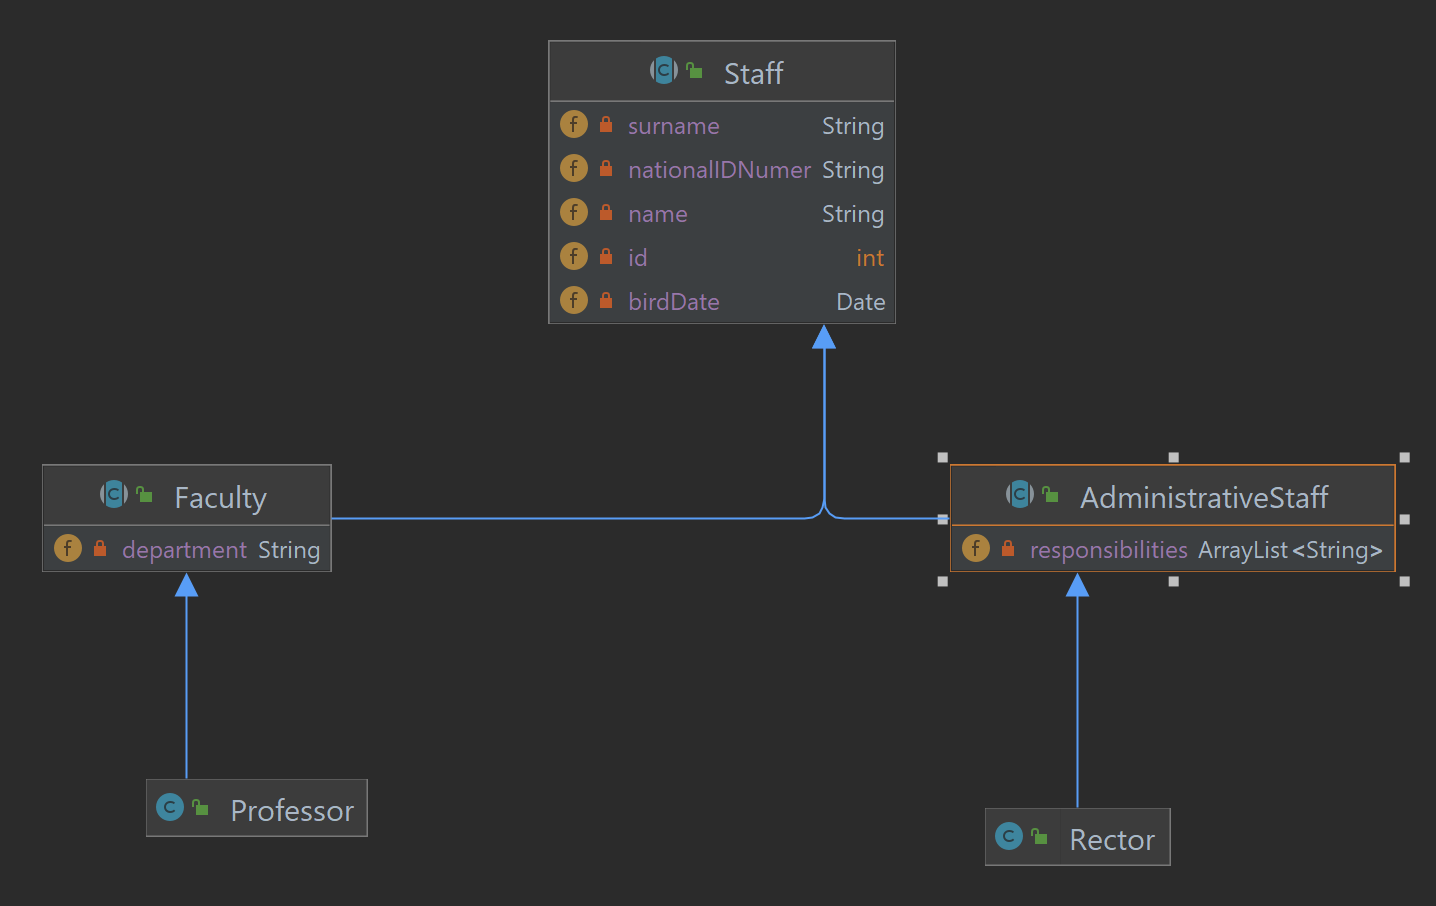 Staff
surname String
nationalIDNumer String
name String
id int
birdDate Date
Faculty
department String
AdministrativeStaff
responsibilities ArrayList<String>
Professor
Rector